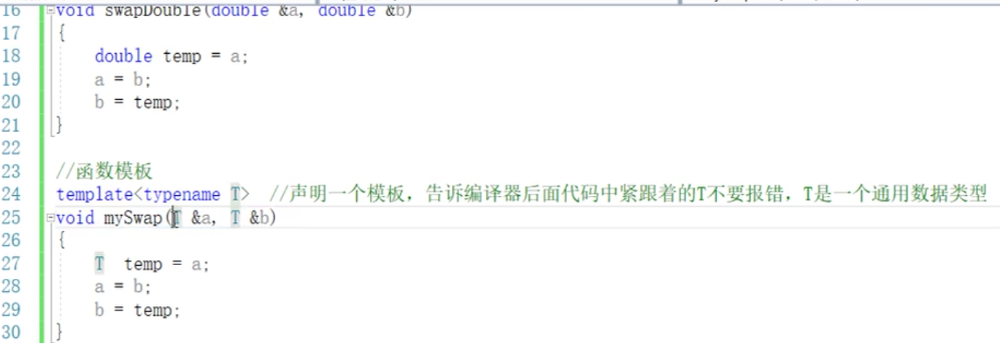 16 void swapDouble(double &a, double &b)
17 {
18 double temp = a;
19 a = b;
20 b = temp;
21 }
22
23 //函数模板
24 template<typename T> //声明一个模板，告诉编译器后面代码中紧跟着的T不要报错，T是一个通用数据类型
25 void mySwap(T &a, T &b)
26 {
27 T temp = a;
28 a = b;
29 b = temp;
30 }